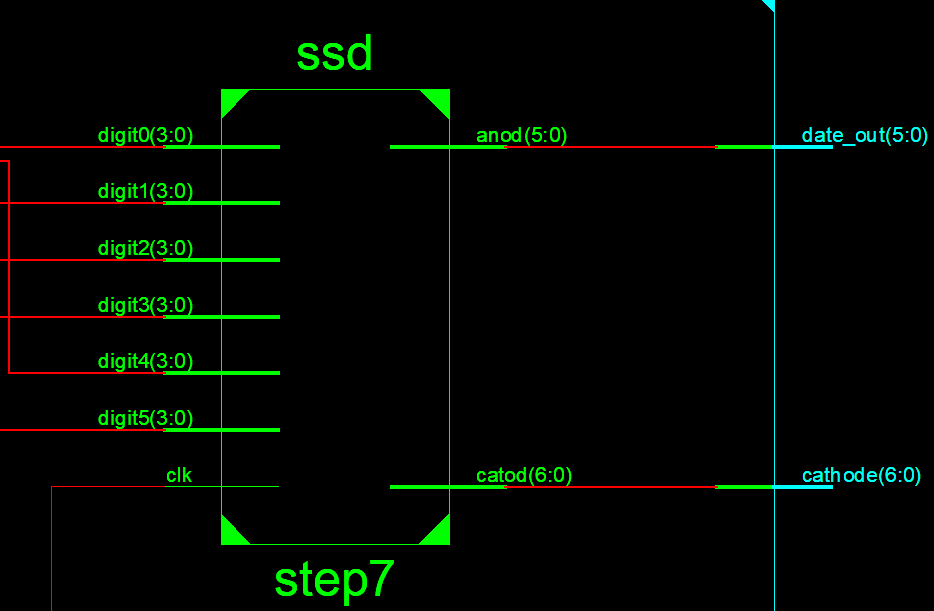 ssd
digit0(3:0)
anod(5:0)
date_out(5:0)
digit1(3:0)
digit2(3:0)
digit3(3:0)
digit4(3:0)
digit5(3:0)
clk
catod(6:0)
cathode(6:0)
step7